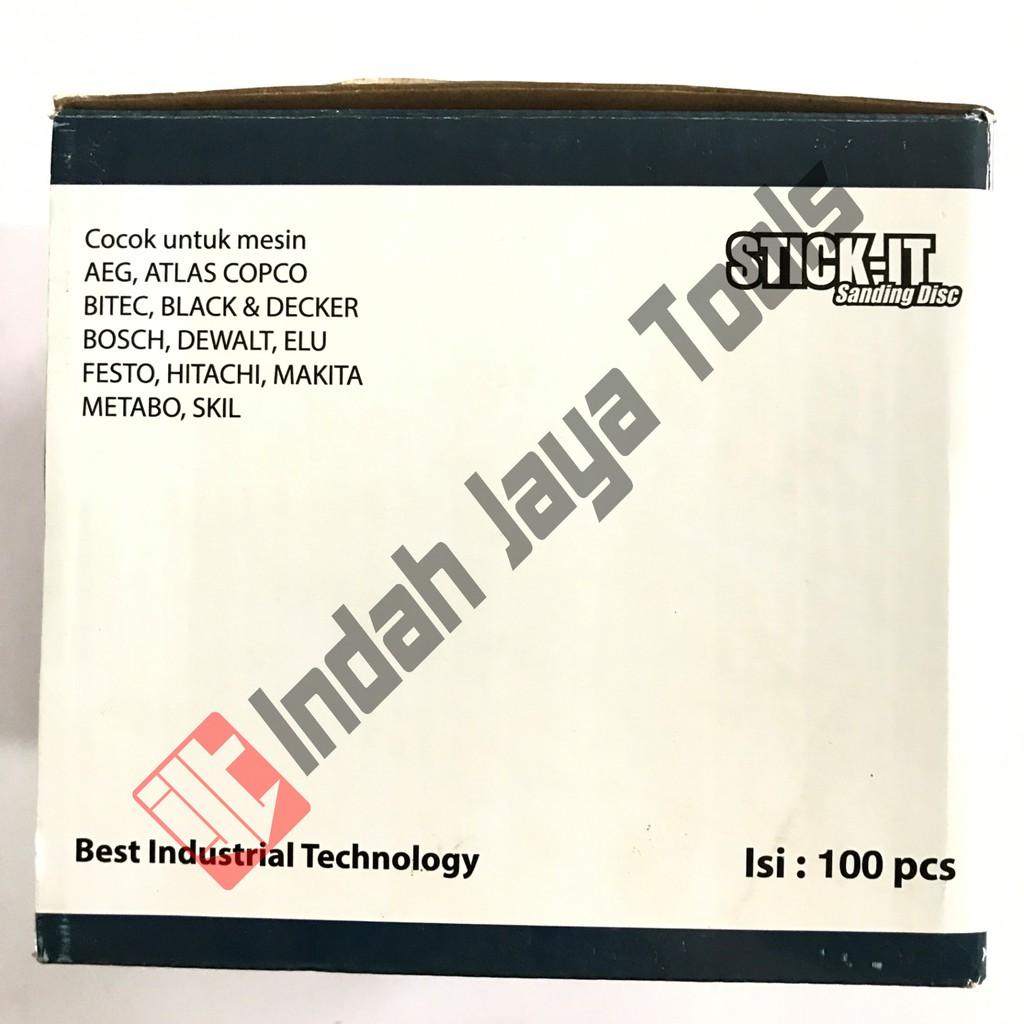 Cocok untuk mesin
AEG, ATLAS COPCO
BITEC, BLACK & DECKER
BOSCH, DEWALT, ELU
FESTO, HITACHI, MAKITA
METABO, SKIL
STICK-IT
Sanding Disc
Indah Jaya Tools
ijt
Best Industrial Technology
Isi : 100 pcs